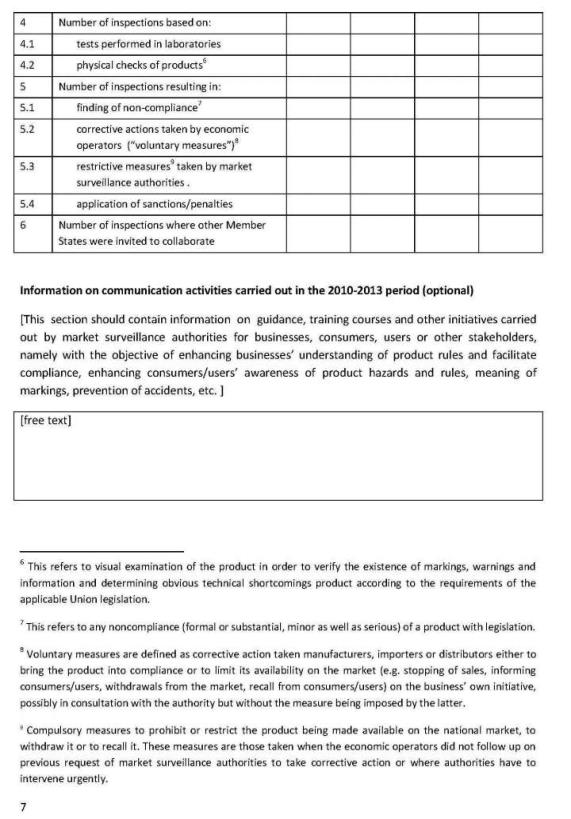 4 Number of inspections based on:
4.1 tests performed in laboratories
4.2 physical checks of products6
5 Number of inspections resulting in:
5.1 finding of non-compliance7
5.2 corrective actions taken by economic
operators ("voluntary measures")8
5.3 restrictive measures9 taken by market
surveillance authorities .
5.4 application of sanctions/penalties
6 Number of inspections where other Member
States were invited to collaborate
Information on communication activities carried out in the 2010-2013 period (optional)
[This section should contain information on guidance, training courses and other initiatives carried
out by market surveillance authorities for businesses, consumers, users or other stakeholders,
namely with the objective of enhancing businesses' understanding of product rules and facilitate
compliance, enhancing consumers/users' awareness of product hazards and rules, meaning of
markings, prevention of accidents, etc. ]
[free text]
6 This refers to visual examination of the product in order to verify the existence of markings, warnings and
information and determining obvious technical shortcomings product according to the requirements of the
applicable Union legislation.
7 This refers to any noncompliance (formal or substantial, minor as well as serious) of a product with legislation.
8 Voluntary measures are defined as corrective action taken manufacturers, importers or distributors either to
bring the product into compliance or to limit its availability on the market (e.g. stopping of sales, informing
consumers/users, withdrawals from the market, recall from consumers/users) on the business' own initiative,
possibly in consultation with the authority but without the measure being imposed by the latter.
9 Compulsory measures to prohibit or restrict the product being made available on the national market, to
withdraw it or to recall it. These measures are those taken when the economic operators did not follow up on
previous request of market surveillance authorities to take corrective action or where authorities have to
intervene urgently.
7